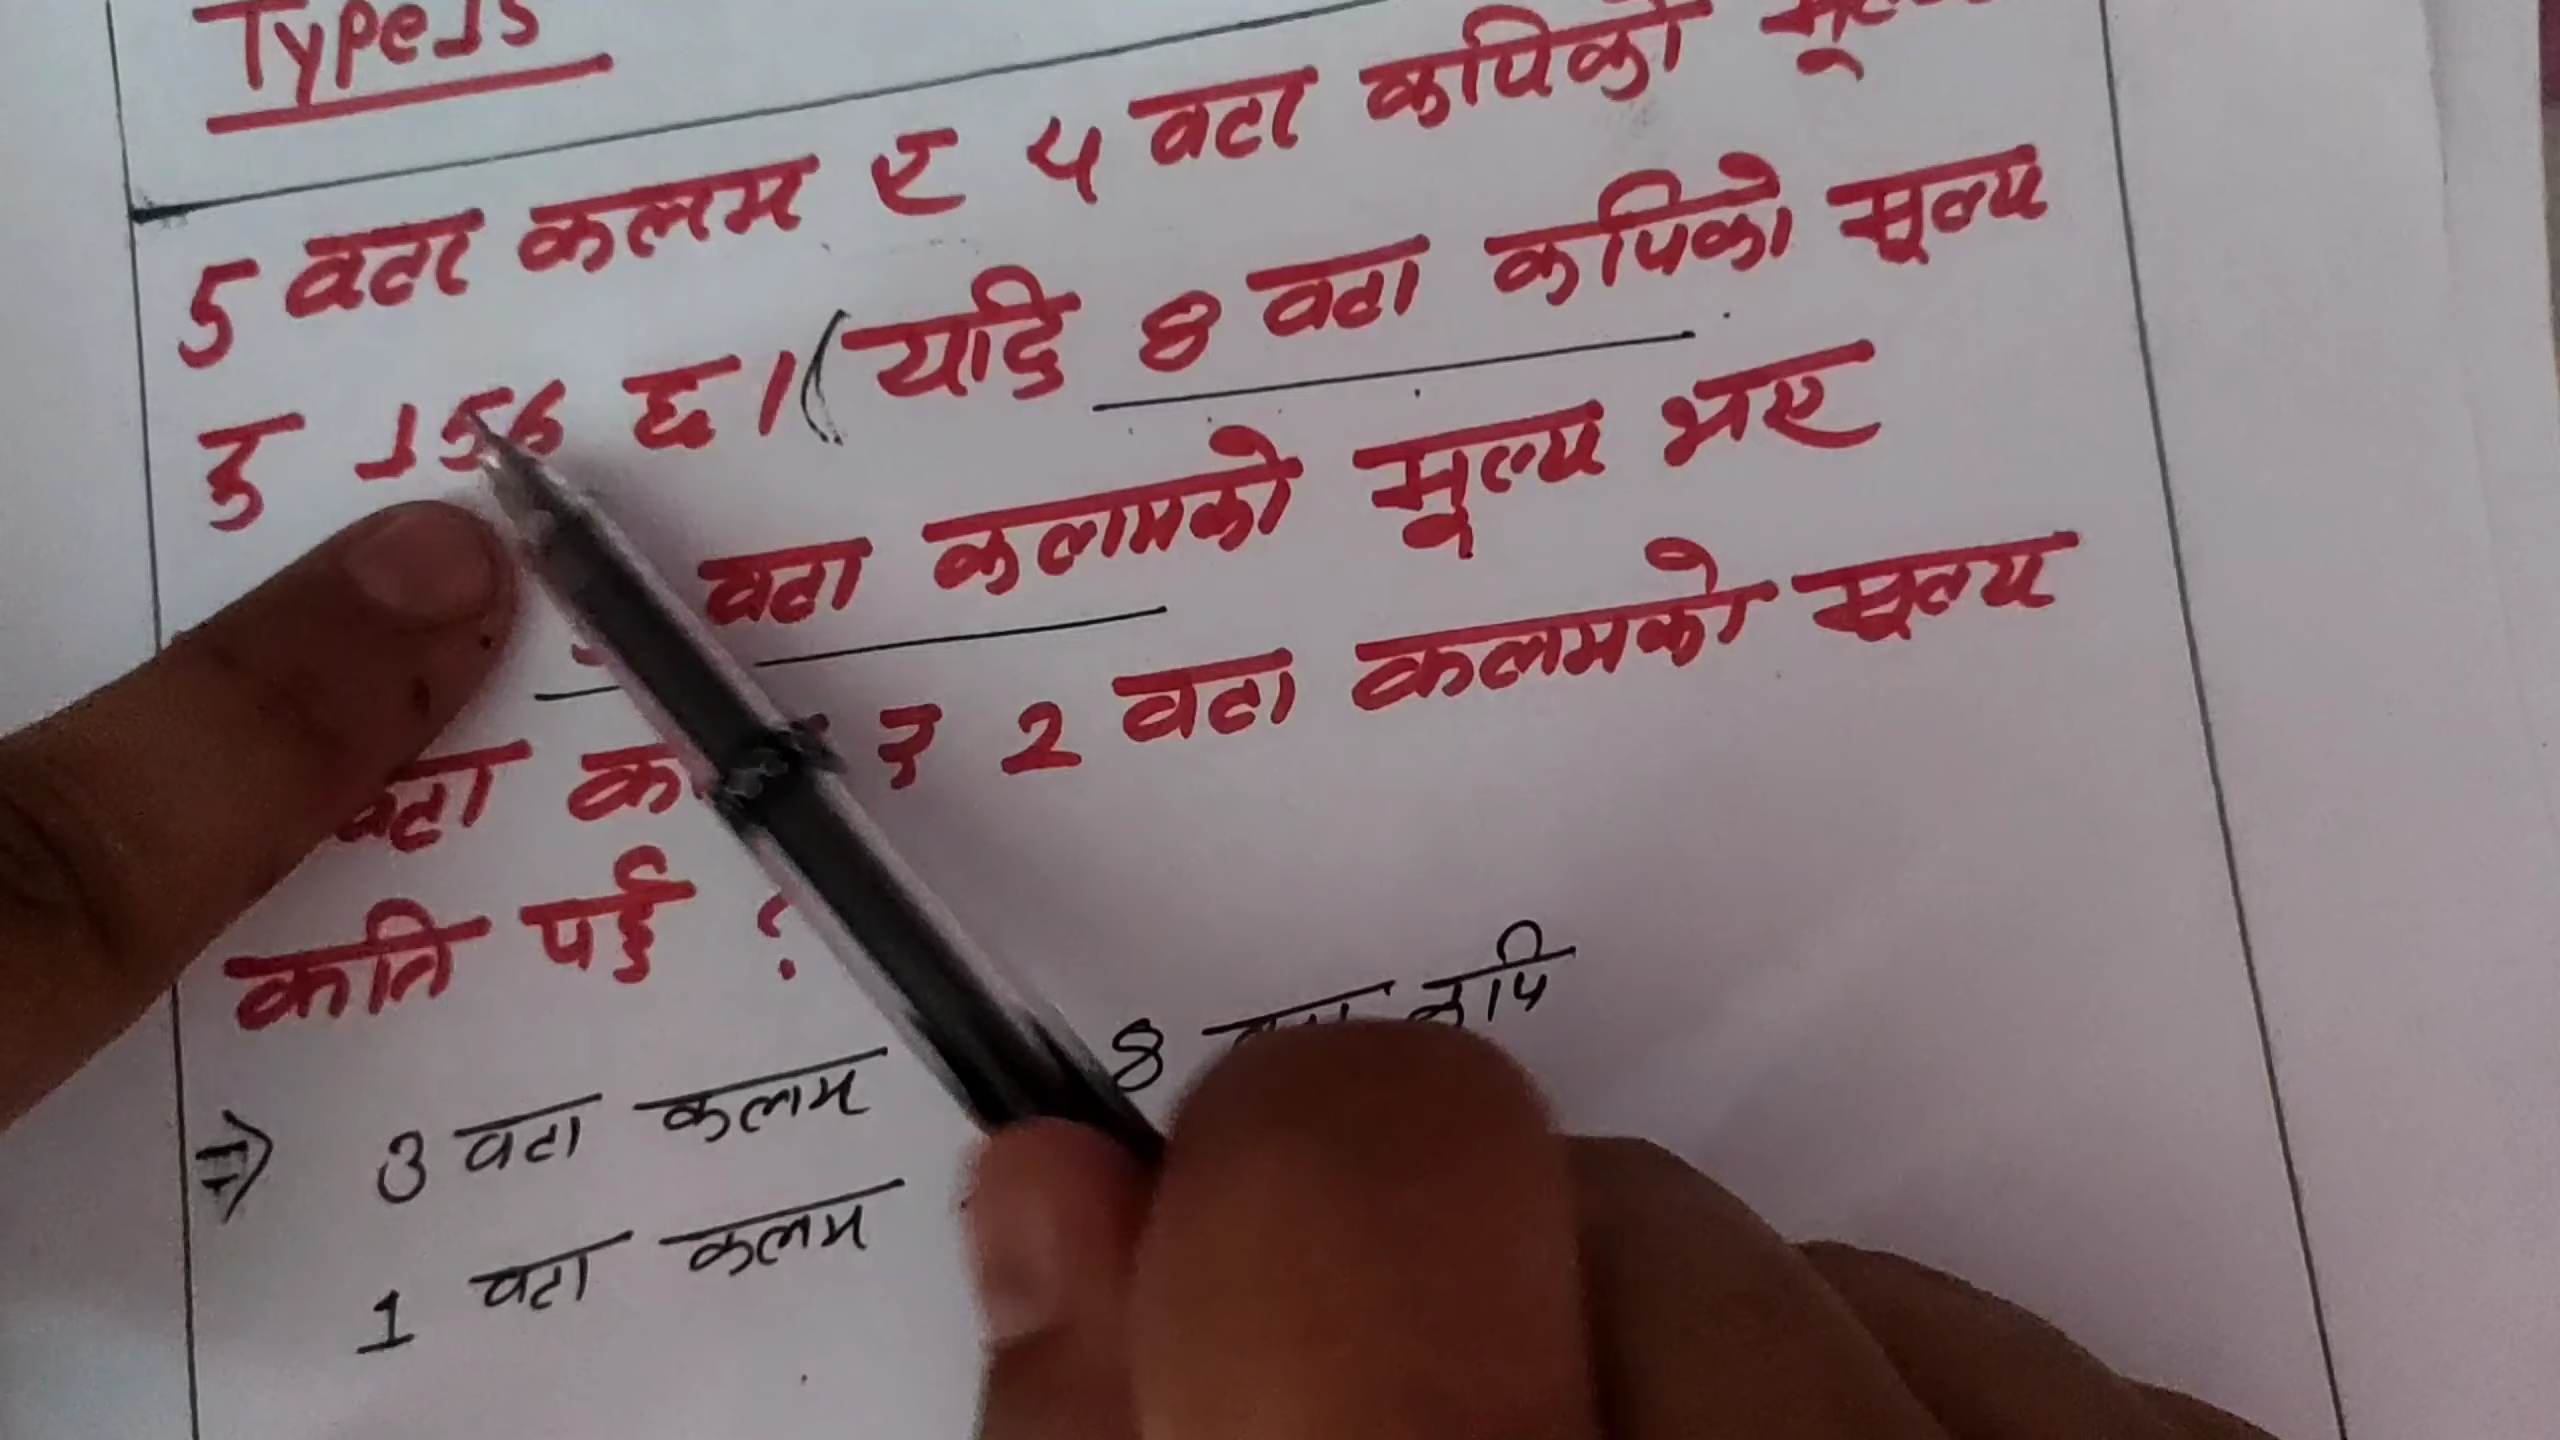 Type 15
5 वटा कलम र 4 वटा कपिको
रु 156 छ । (यदि 8 वटा कपिको मूल्य
वटा कलमको मूल्य भए
वटा र 2 वटा कलमको मूल्य
कति पर्छ ?
⇒ 3 वटा कलम 8 कपि
1 वटा कलम